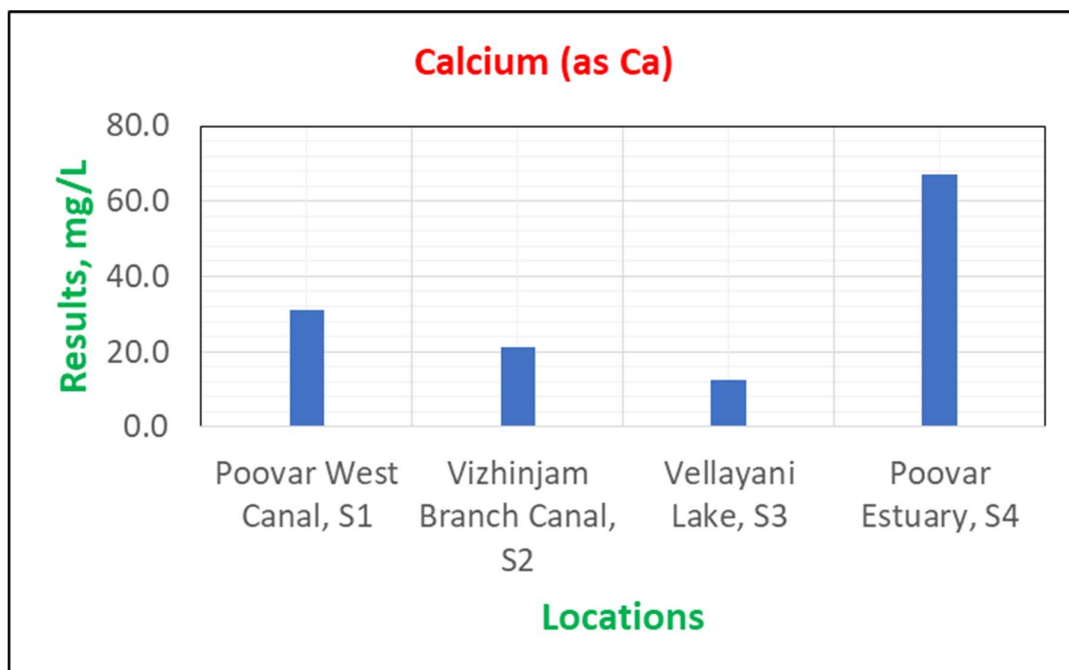 Calcium (as Ca)
Results, mg/L
80.0
60.0
40.0
20.0
0.0
Poovar West
Canal, S1
Vizhinjam
Branch Canal,
S2
Vellayani
Lake, S3
Poovar
Estuary, S4
Locations